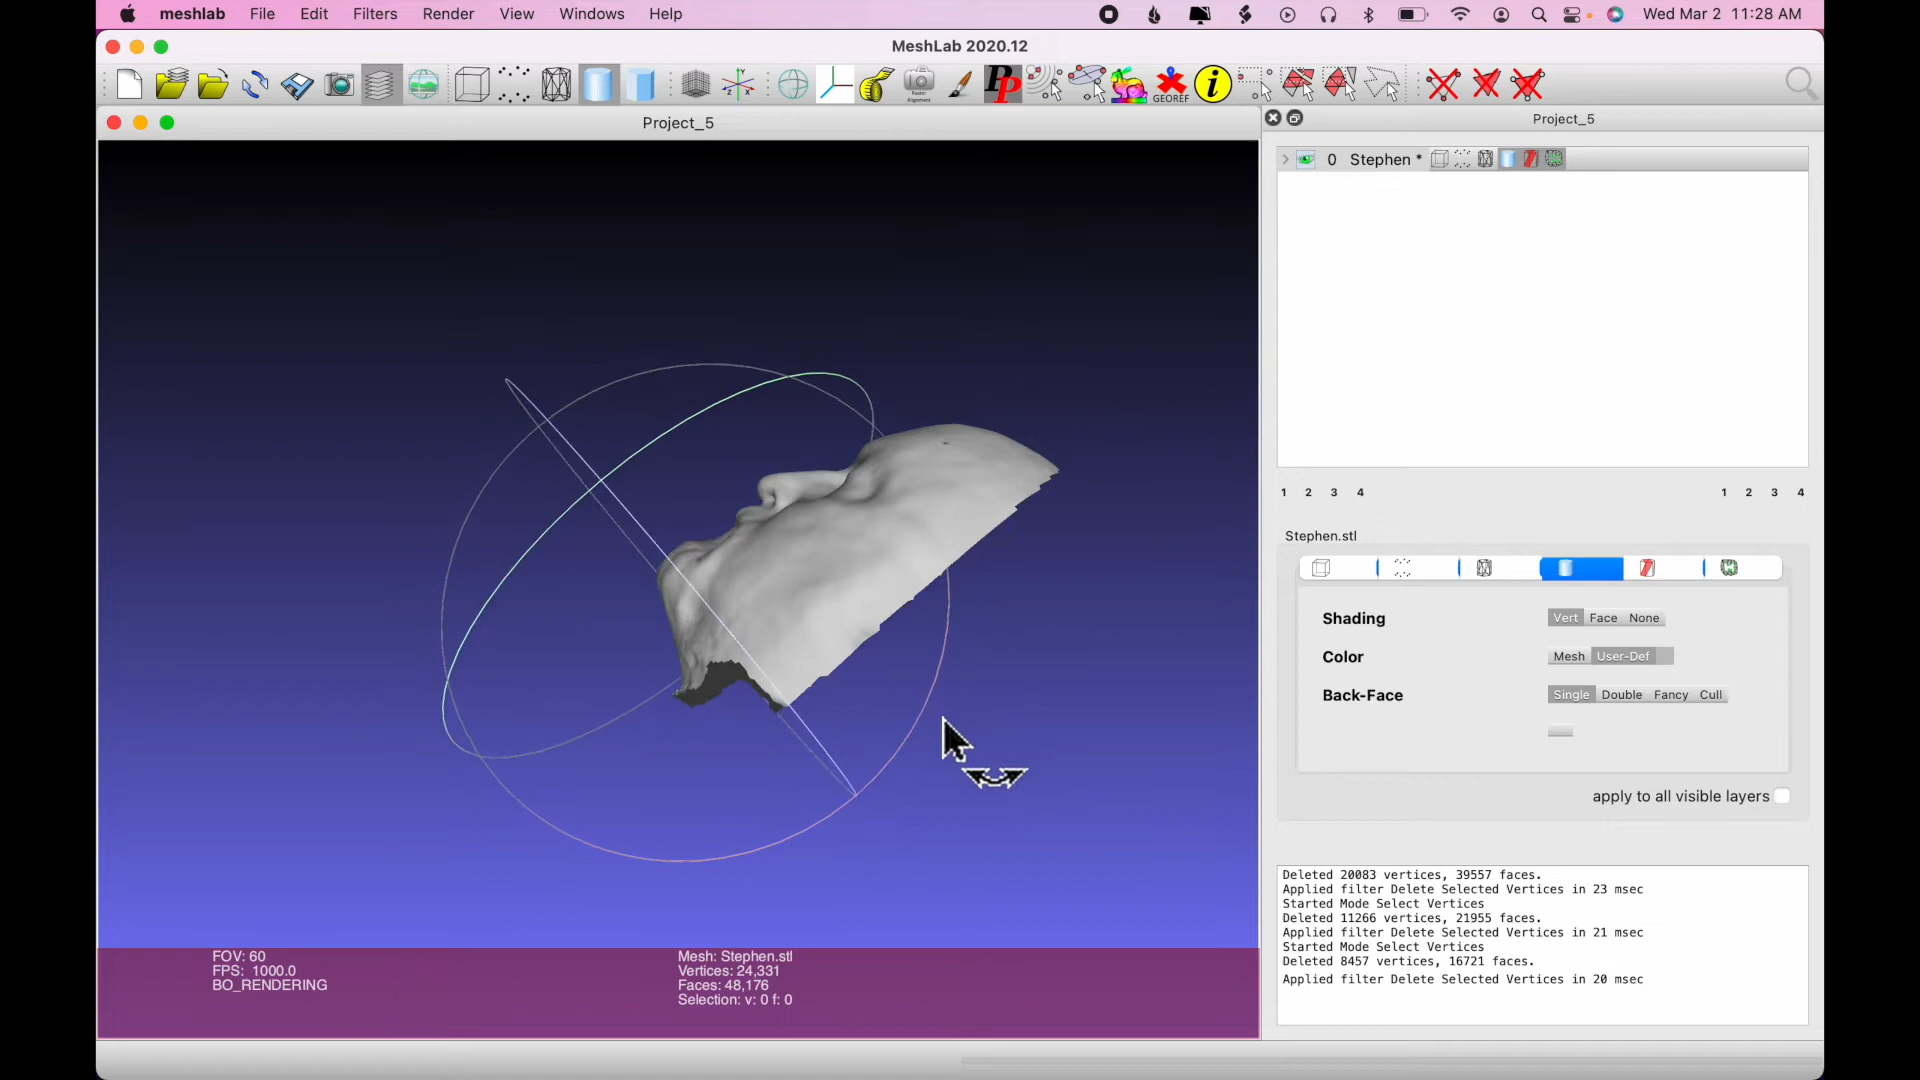 meshlab File Edit Filters Render View Windows Help Wed Mar 2 11:28 AM
MeshLab 2020.12
Raster
Alignment
PP
GEOREF
i
Project_5
Project_5
0 Stephen *
1 2 3 4 1 2 3 4
Stephen.stl
Shading Vert Face None
Color Mesh User-Def
Back-Face Single Double Fancy Cull
apply to all visible layers
Deleted 20083 vertices, 39557 faces.
Applied filter Delete Selected Vertices in 23 msec
Started Mode Select Vertices
Deleted 11266 vertices, 21955 faces.
Applied filter Delete Selected Vertices in 21 msec
Started Mode Select Vertices
Deleted 8457 vertices, 16721 faces.
Applied filter Delete Selected Vertices in 20 msec
FOV: 60
FPS: 1000.0
BO_RENDERING
Mesh: Stephen.stl
Vertices: 24,331
Faces: 48,176
Selection: v: 0 f: 0